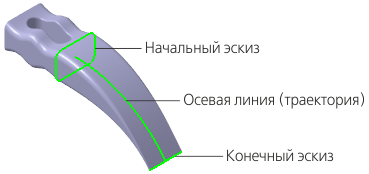 Начальный эскиз
Осевая линия (траектория)
Конечный эскиз